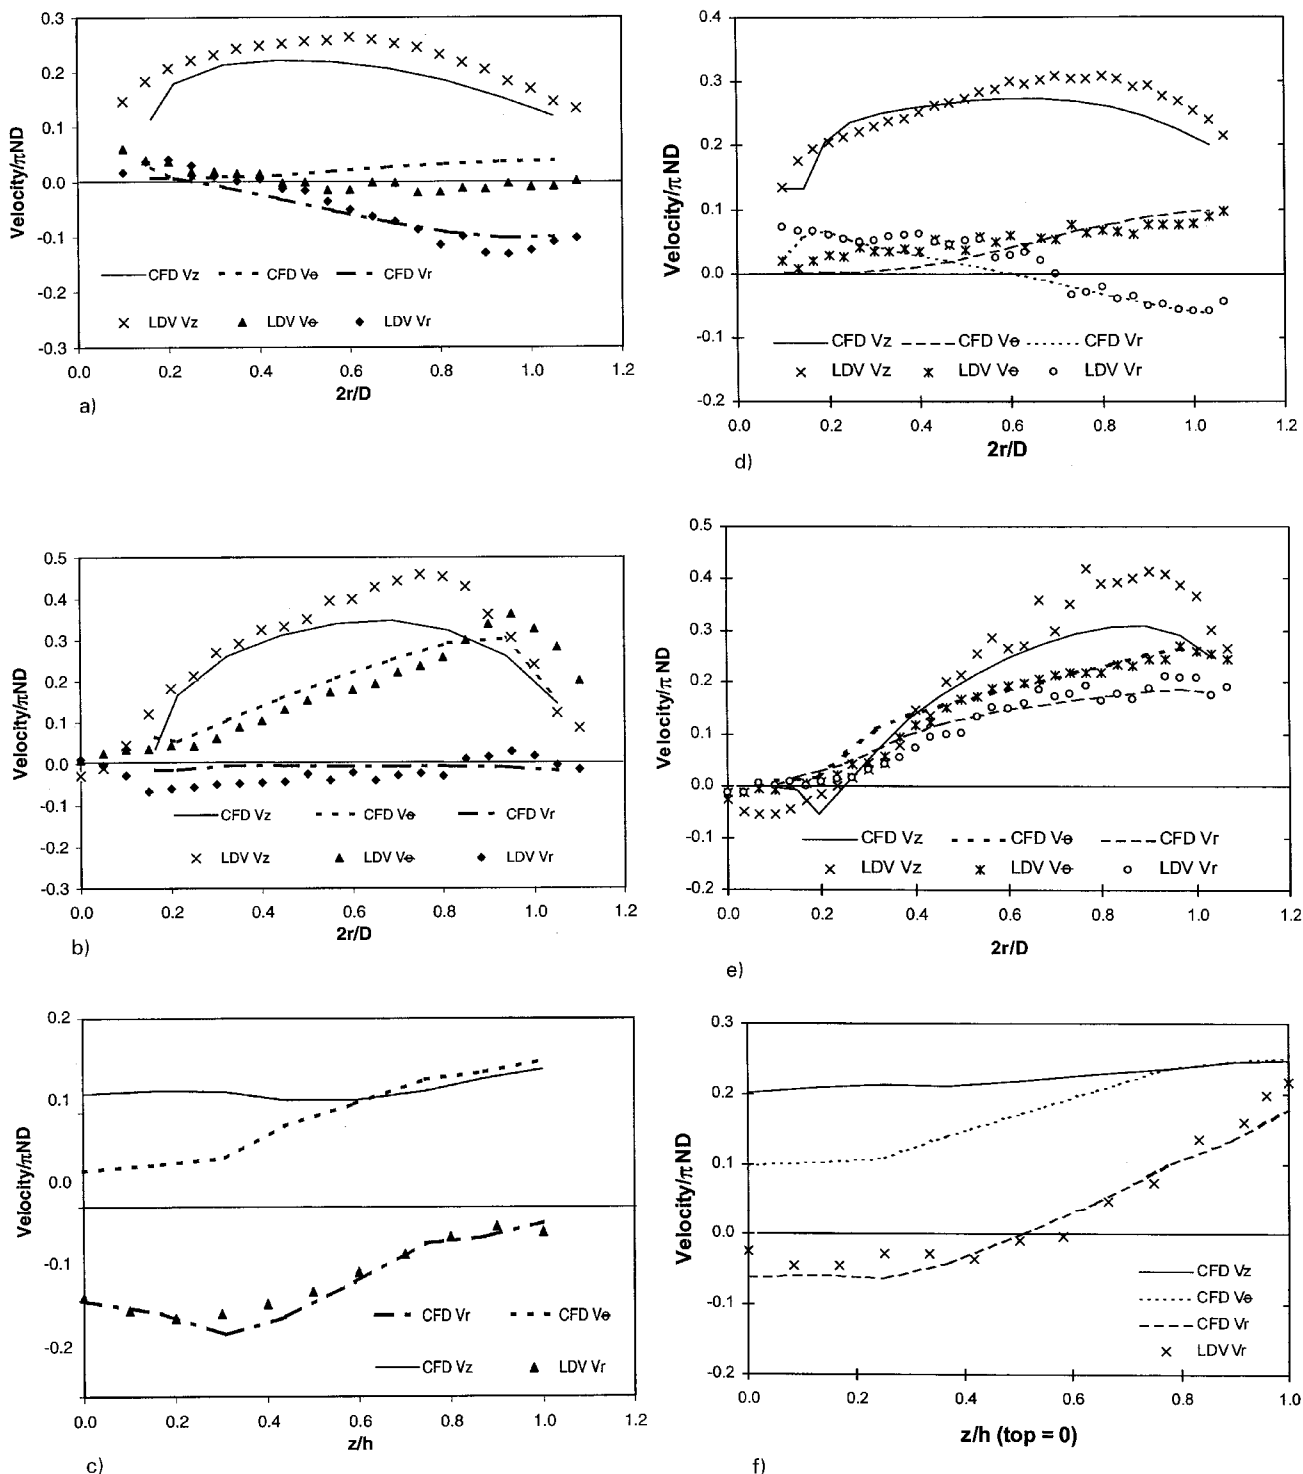 0.3
0.2
0.1
0.0
-0.1
-0.2
-0.3
Velocity/πND
CFD Vz CFD Vɵ CFD Vr
LDV Vz LDV Vɵ LDV Vr
0.0 0.2 0.4 0.6 0.8 1.0 1.2
2r/D
a)
0.4
0.3
0.2
0.1
0.0
-0.1
-0.2
Velocity/πND
CFD Vz CFD Vɵ CFD Vr
LDV Vz LDV Vɵ LDV Vr
0.0 0.2 0.4 0.6 0.8 1.0 1.2
2r/D
d)
0.5
0.4
0.3
0.2
0.1
0.0
-0.1
-0.2
-0.3
Velocity/πND
CFD Vz CFD Vɵ CFD Vr
LDV Vz LDV Vɵ LDV Vr
0.0 0.2 0.4 0.6 0.8 1.0 1.2
2r/D
b)
0.5
0.4
0.3
0.2
0.1
0.0
-0.1
-0.2
Velocity/πND
CFD Vz CFD Vɵ CFD Vr
LDV Vz LDV Vɵ LDV Vr
0.0 0.2 0.4 0.6 0.8 1.0 1.2
2r/D
e)
0.2
0.1
0.0
-0.1
-0.2
Velocity/πND
CFD Vr CFD Vɵ
CFD Vz LDV Vr
0.0 0.2 0.4 0.6 0.8 1.0 1.2
z/h
c)
0.3
0.2
0.1
0.0
-0.1
-0.2
Velocity/πND
CFD Vz
CFD Vɵ
CFD Vr
LDV Vr
0.0 0.2 0.4 0.6 0.8 1.0
z/h (top = 0)
f)